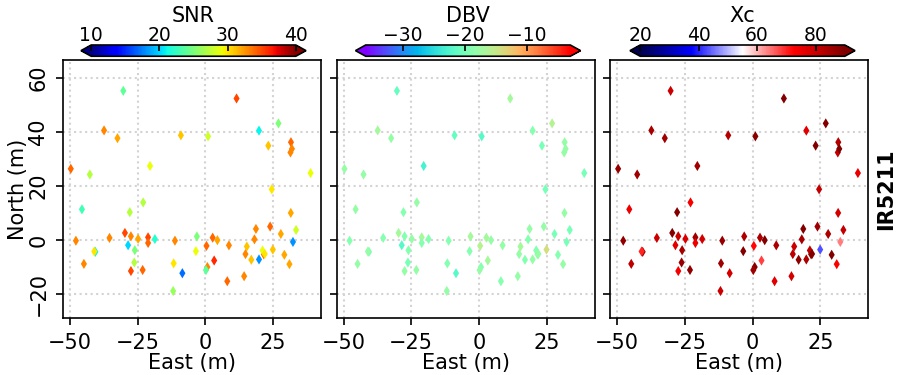 SNR DBV Xc
10 20 30 40 −30 −20 −10 20 40 60 80
60
40
20
0
−20
North (m)
IR5211
−50 −25 0 25 −50 −25 0 25 −50 −25 0 25
East (m) East (m) East (m)